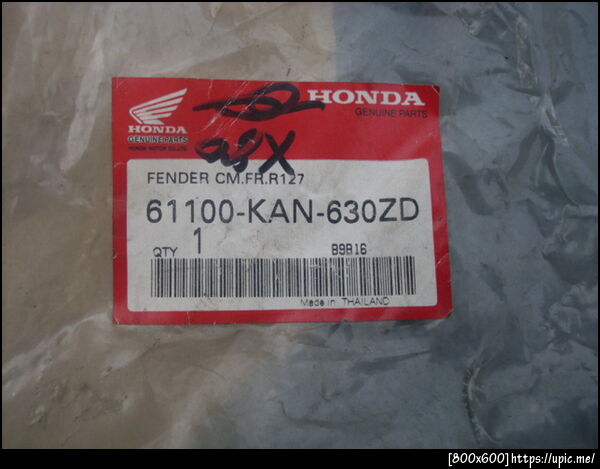 HONDA
GENUINE PARTS
HONDA
GENUINE PARTS
FENDER CM.FR.R127
61100-KAN-630ZD
QTY 1 B9B16
Made in THAILAND
[800x600]https://upic.me/